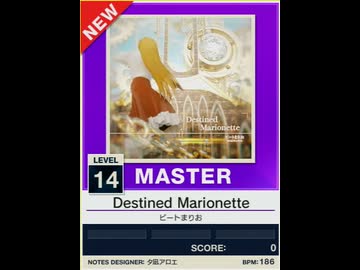 NEW
Destined
Marionette
LEVEL
14
MASTER
Destined Marionette
ビートまりお
SCORE: 0
NOTES DESIGNER: 夕凪アロエ BPM: 186